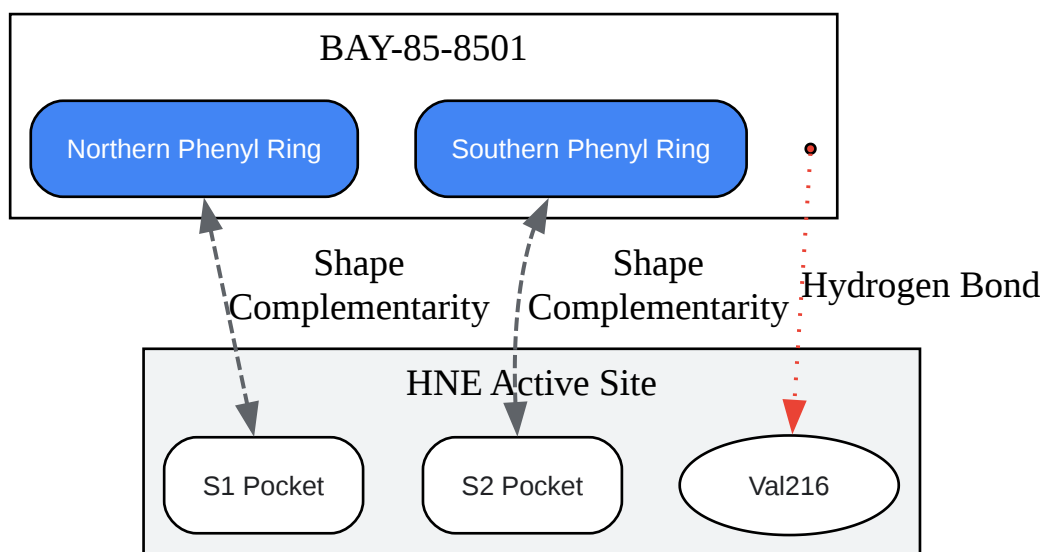 BAY-85-8501
Northern Phenyl Ring
Southern Phenyl Ring
Shape
Complementarity
Shape
Complementarity
Hydrogen Bond
HNE Active Site
S1 Pocket
S2 Pocket
Val216